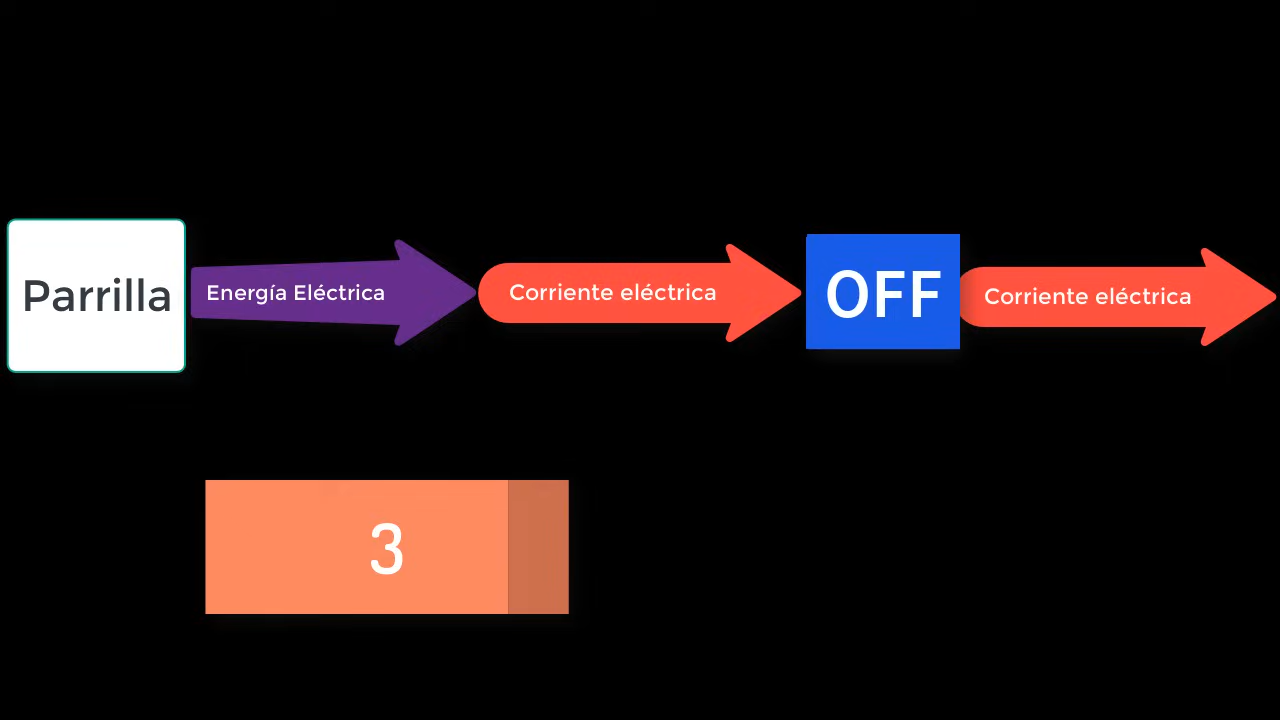 Parrilla
Energía Eléctrica
Corriente eléctrica
OFF
Corriente eléctrica
3